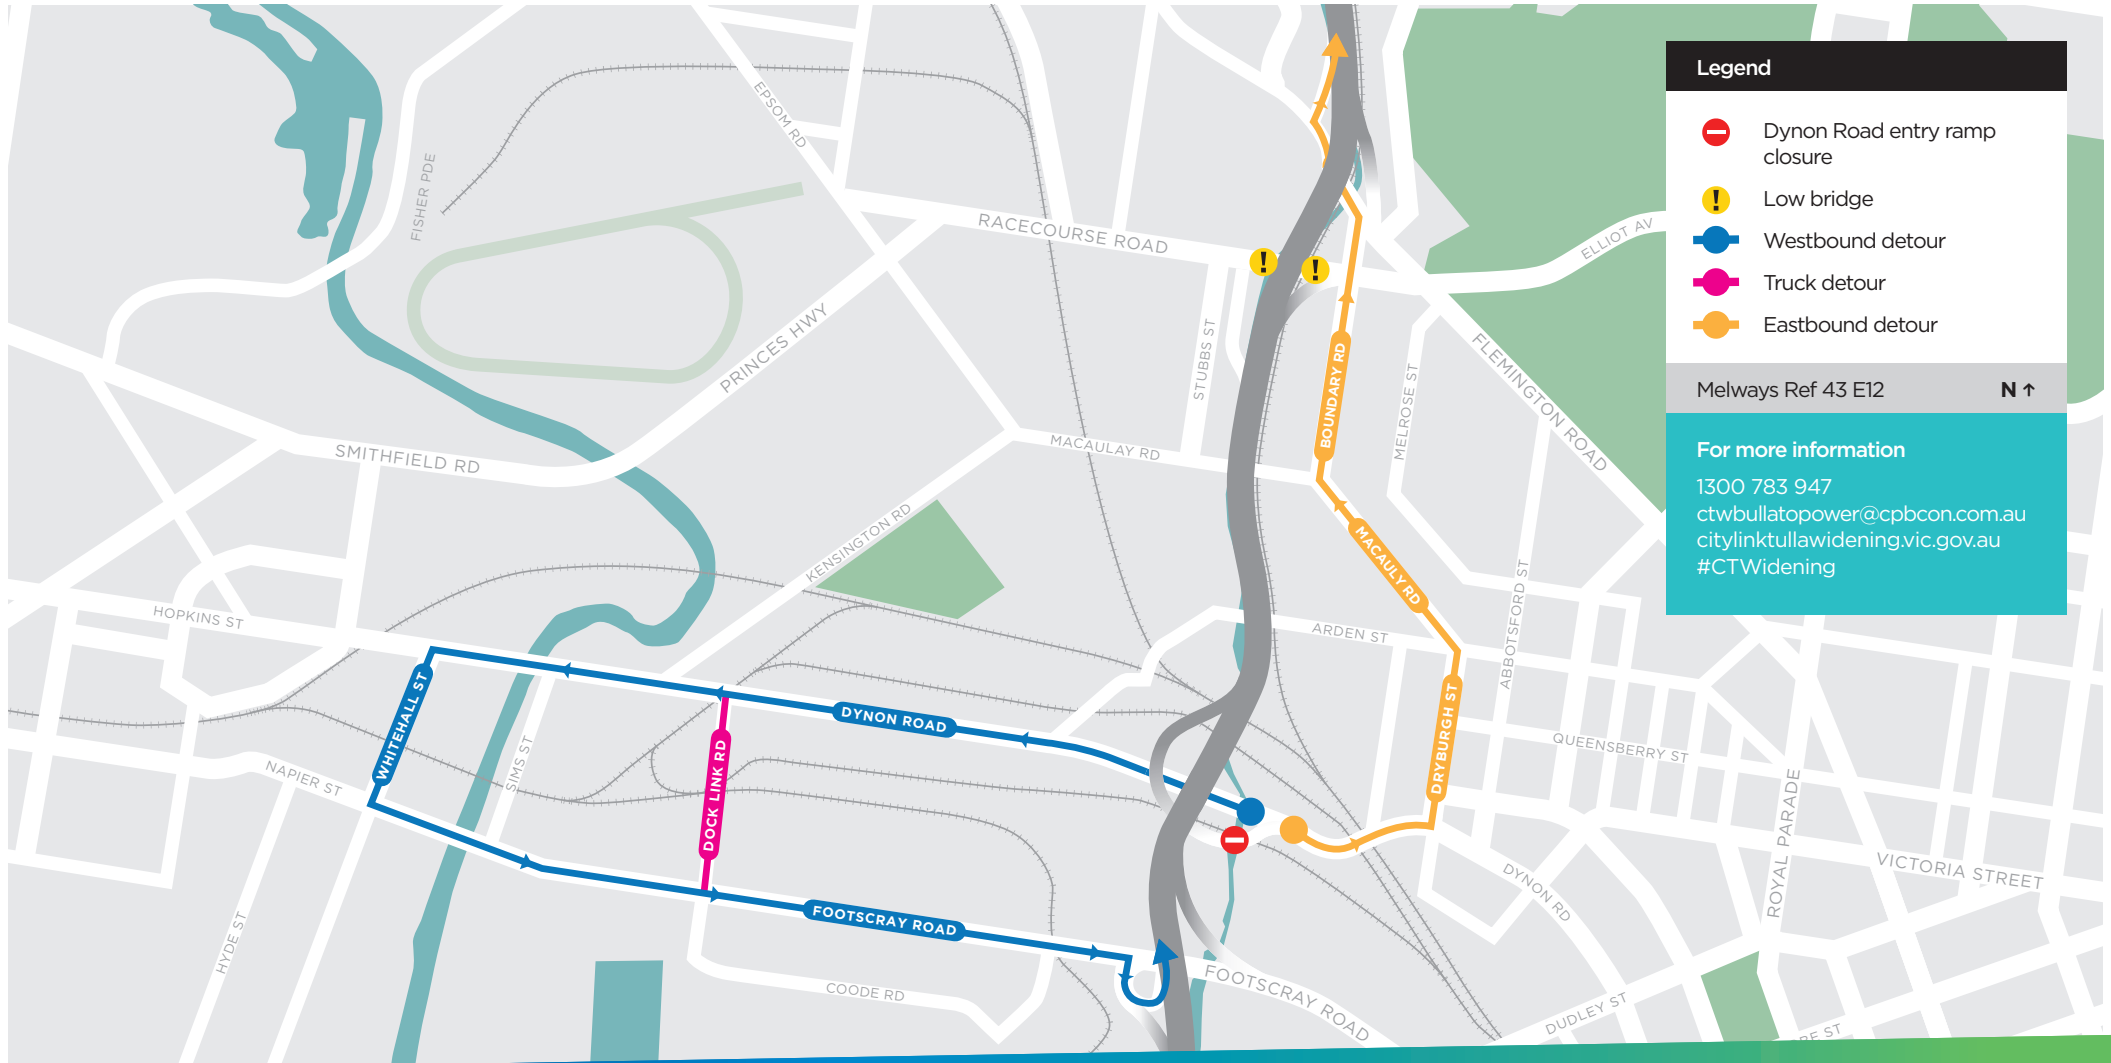 Legend
Dynon Road entry ramp
closure
Low bridge
Westbound detour
Truck detour
Eastbound detour
Melways Ref 43 E12
N ↑
For more information
1300 783 947
ctwbullatopower@cpbcon.com.au
citylinktullawidening.vic.gov.au
#CTWidening
EPSOM RD
FISHER PDE
RACECOURSE ROAD
ELLIOT AV
!
!
!
PRINCES HWY
STUBBS ST
BOUNDARY RD
MELROSE ST
FLEMINGTON ROAD
SMITHFIELD RD
MACAULAY RD
KENSINGTON RD
MACAULY RD
HOPKINS ST
ARDEN ST
ABBOTSFORD ST
WHITEHALL ST
DYNON ROAD
DRYBURGH ST
QUEENSBERRY ST
NAPIER ST
SIMS ST
DOCK LINK RD
ROYAL PARADE
VICTORIA STREET
DYNON RD
HYDE ST
FOOTSCRAY ROAD
COODE RD
FOOTSCRAY ROAD
DUDLEY ST
ST